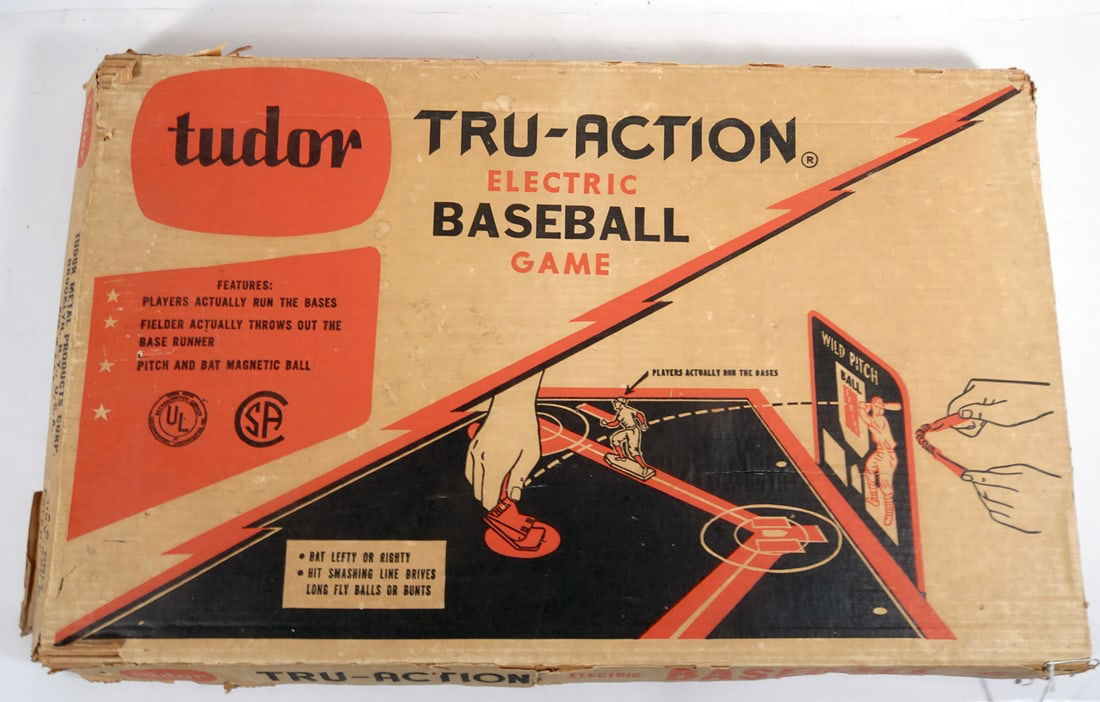 tudor
TRU-ACTION®
ELECTRIC
BASEBALL
GAME
FEATURES:
PLAYERS ACTUALLY RUN THE BASES
FIELDER ACTUALLY THROWS OUT THE
BASE RUNNER
PITCH AND BAT MAGNETIC BALL
UL
SA
PLAYERS ACTUALLY RUN THE BASES
WILD PITCH
BALL
• BAT LEFTY OR RIGHTY
• HIT SMASHING LINE DRIVES
LONG FLY BALLS OR BUNTS
TUDOR METAL PRODUCTS CORP.
BROOKLYN, N.Y., U.S.A.
TRU-ACTION
ELECTRIC